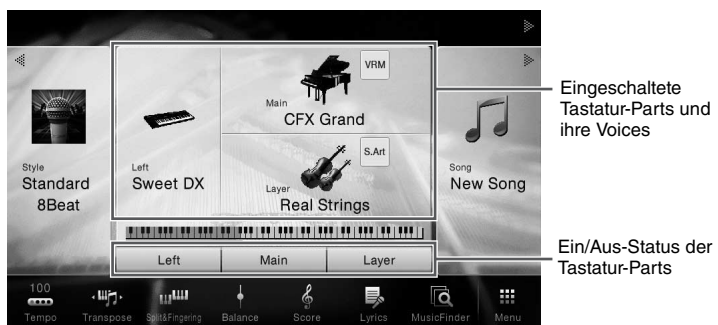 VRM
Main
CFX Grand
Style
Standard
8Beat
Left
Sweet DX
S.Art
Layer
Real Strings
Song
New Song
Left
Main
Layer
100
Tempo
Transpose
Split&Fingering
Balance
Score
Lyrics
MusicFinder
Menu
Eingeschaltete
Tastatur-Parts und
ihre Voices
Ein/Aus-Status der
Tastatur-Parts